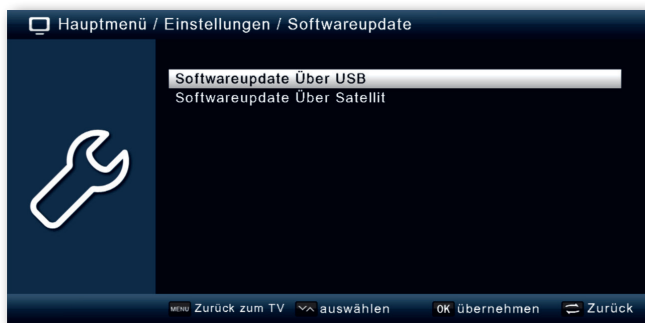 Hauptmenü / Einstellungen / Softwareupdate
Softwareupdate Über USB
Softwareupdate Über Satellit
MENU Zurück zum TV auswählen OK übernehmen Zurück